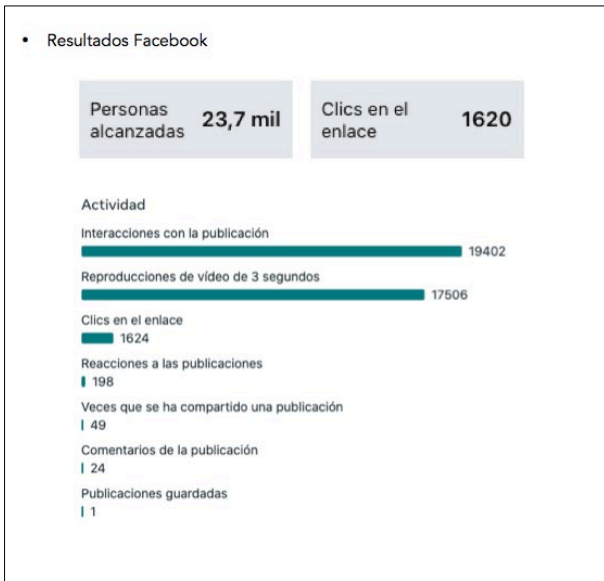 • Resultados Facebook
Personas
alcanzadas
23,7 mil
Clics en el
enlace
1620
Actividad
Interacciones con la publicación
19402
Reproducciones de vídeo de 3 segundos
17506
Clics en el enlace
1624
Reacciones a las publicaciones
198
Veces que se ha compartido una publicación
49
Comentarios de la publicación
24
Publicaciones guardadas
1